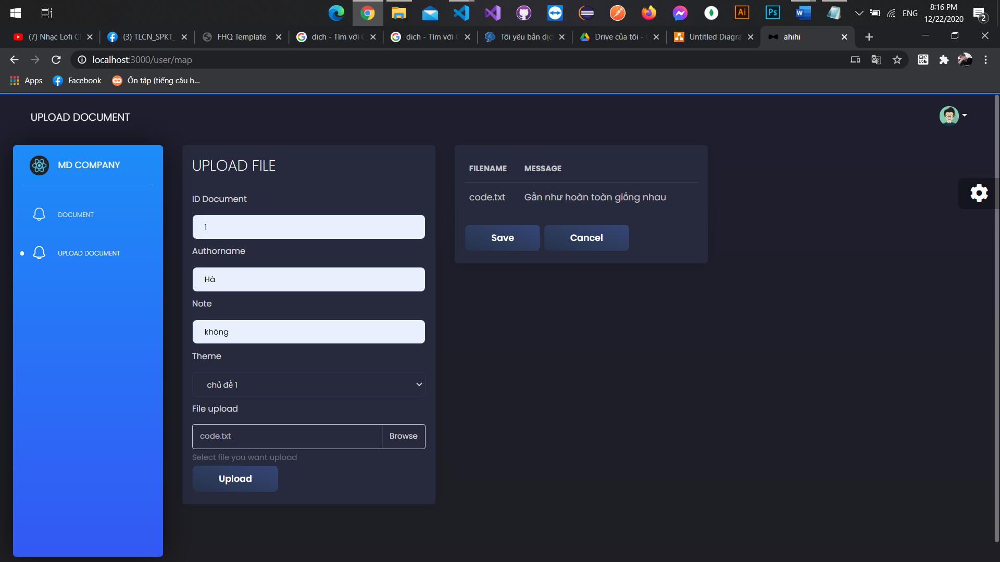 ENG
8:16 PM
12/22/2020
2
(7) Nhạc Lofi C
(3) TLCN_SPKT_
FHQ Template
dich - Tìm với
dich - Tìm với
Tôi yêu bản dịc
Drive của tôi -
Untitled Diagra
ahihi
localhost:3000/user/map
Apps
Facebook
Ôn tập (tiếng câu h...
UPLOAD DOCUMENT
MD COMPANY
DOCUMENT
UPLOAD DOCUMENT
UPLOAD FILE
ID Document
1
Authorname
Hà
Note
không
Theme
chủ đề 1
File upload
code.txt
Browse
Select file you want upload
Upload
FILENAME MESSAGE
code.txt Gần như hoàn toàn giống nhau
Save
Cancel